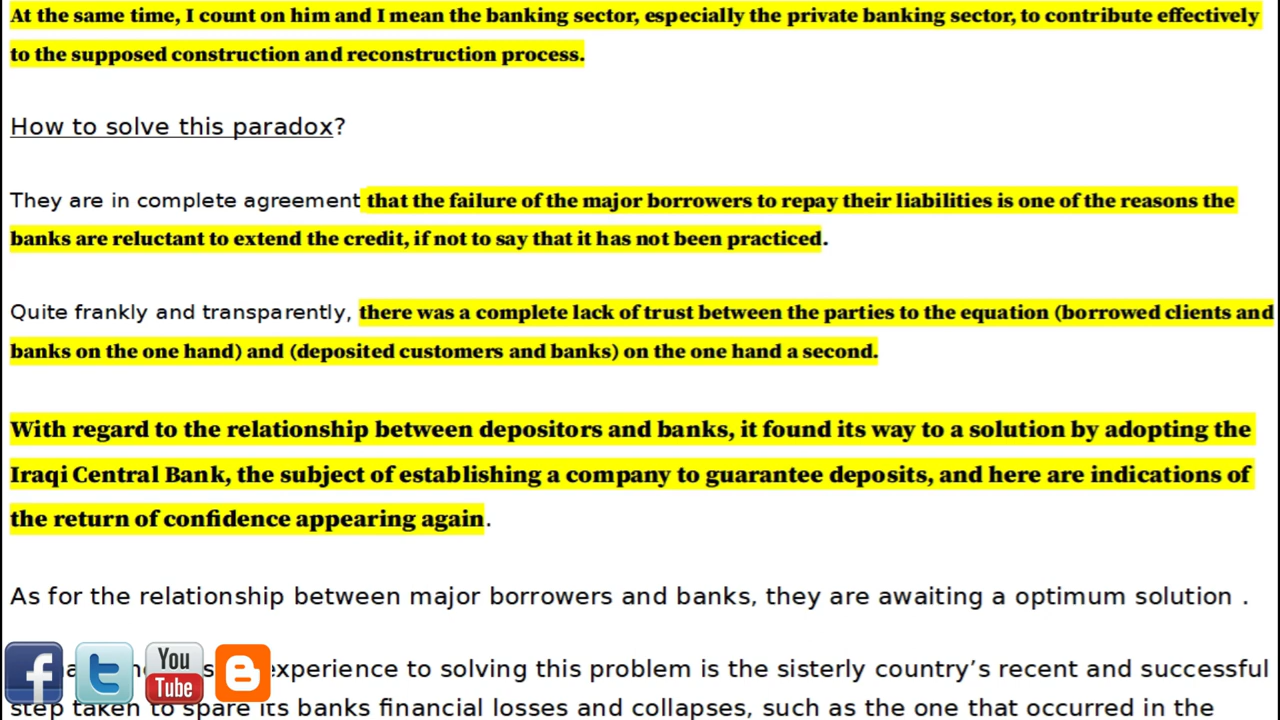 At the same time, I count on him and I mean the banking sector, especially the private banking sector, to contribute effectively
to the supposed construction and reconstruction process.
How to solve this paradox?
They are in complete agreement that the failure of the major borrowers to repay their liabilities is one of the reasons the
banks are reluctant to extend the credit, if not to say that it has not been practiced.
Quite frankly and transparently, there was a complete lack of trust between the parties to the equation (borrowed clients and
banks on the one hand) and (deposited customers and banks) on the one hand a second.
With regard to the relationship between depositors and banks, it found its way to a solution by adopting the
Iraqi Central Bank, the subject of establishing a company to guarantee deposits, and here are indications of
the return of confidence appearing again.
As for the relationship between major borrowers and banks, they are awaiting a optimum solution .
experience to solving this problem is the sisterly country's recent and successful
step taken to spare its banks financial losses and collapses, such as the one that occurred in the
You
Tube